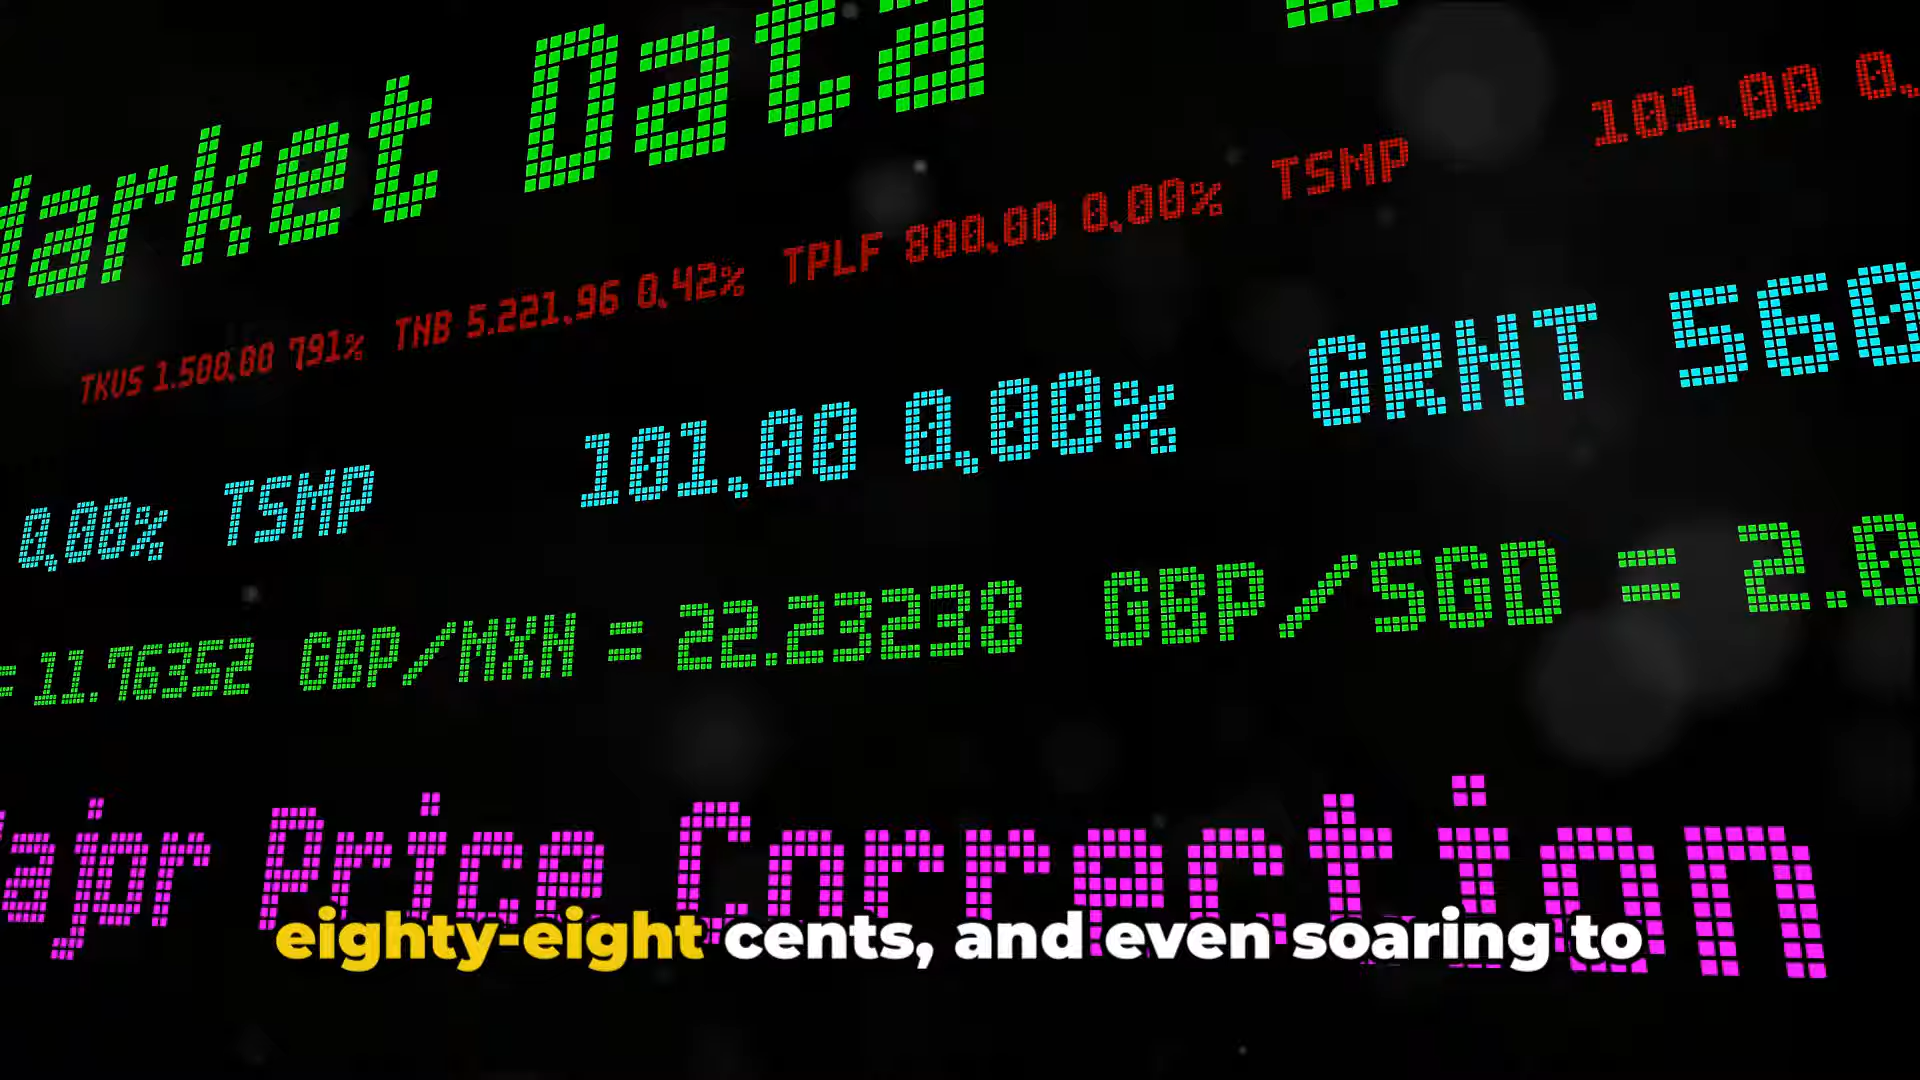 Market Data
TKUS 1.500,00 791% TNB 5.221,96 0,42% TPLF 800,00 0,00% TSMP 101,00 0,
0,00% TSMP 101,00 0,00% GRNT 560
= 11.76352 GBP/MXN = 22.23238 GBP/SGD = 2.0
Major Price Correction
eighty-eight cents, and even soaring to